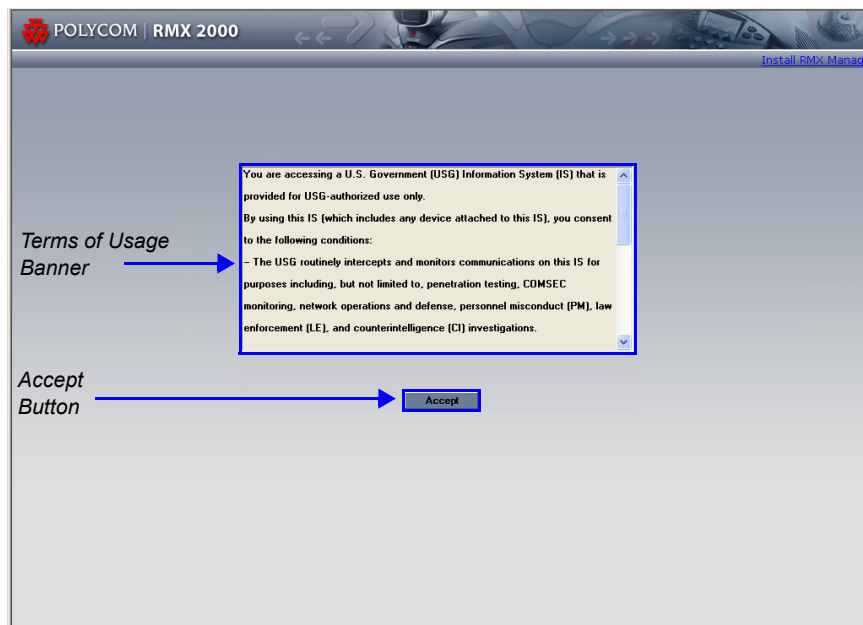 POLYCOM | RMX 2000
Install RMX Manag
You are accessing a U.S. Government (USG) Information System (IS) that is
provided for USG-authorized use only.
By using this IS (which includes any device attached to this IS), you consent
to the following conditions:
– The USG routinely intercepts and monitors communications on this IS for
purposes including, but not limited to, penetration testing, COMSEC
monitoring, network operations and defense, personnel misconduct (PM), law
enforcement (LE), and counterintelligence (CI) investigations.
Terms of Usage
Banner
Accept
Button
Accept